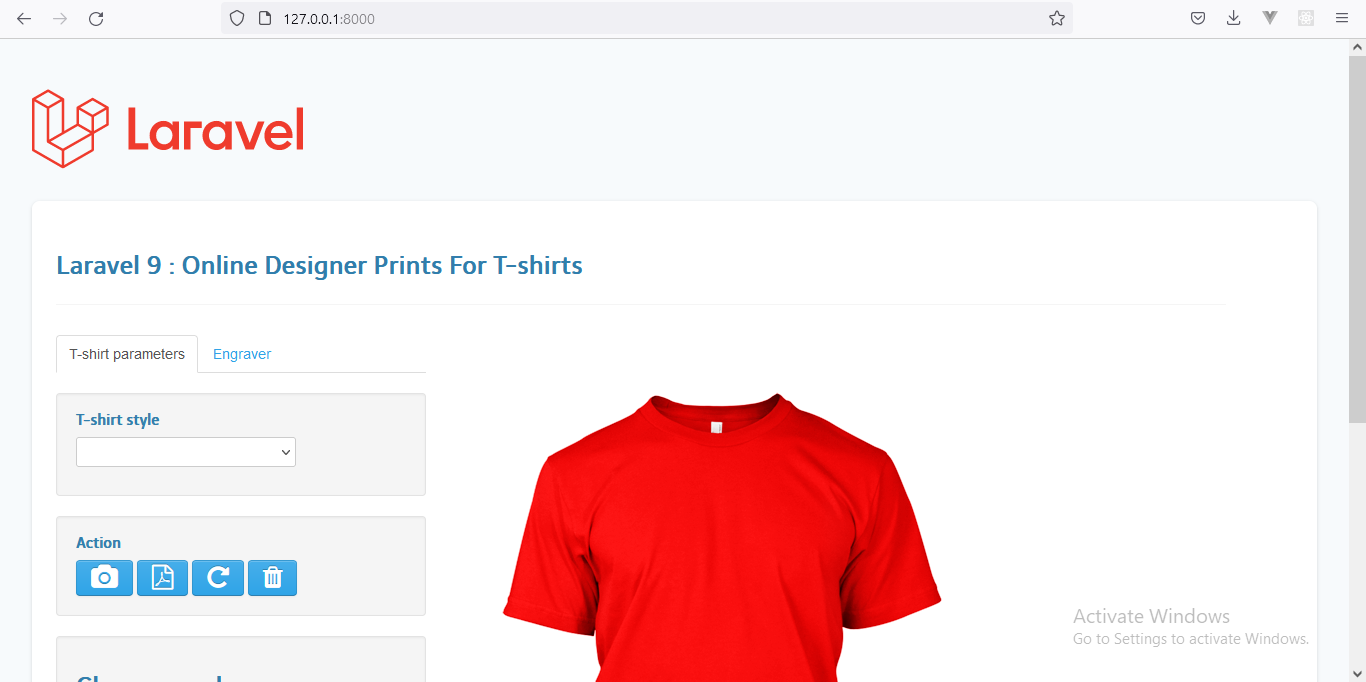 127.0.0.1:8000
Laravel
Laravel 9 : Online Designer Prints For T-shirts
T-shirt parameters
Engraver
T-shirt style
Action
Activate Windows
Go to Settings to activate Windows.